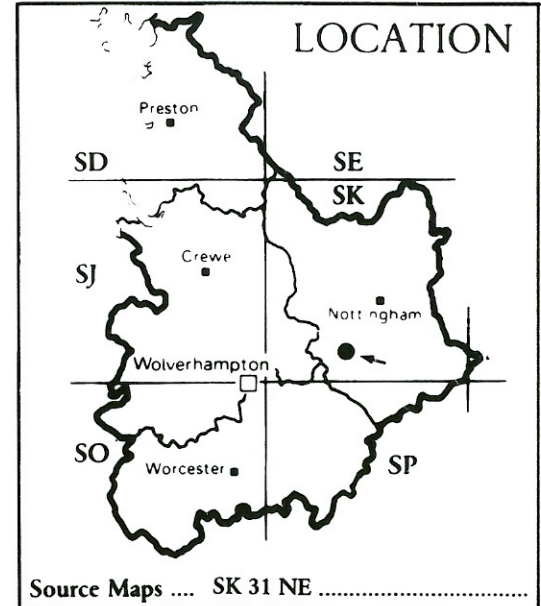 LOCATION
Preston
SD SE
SK
Crewe
SJ
Nottingham
Wolverhampton
SO
SP
Worcester
Source Maps .... SK 31 NE ................................